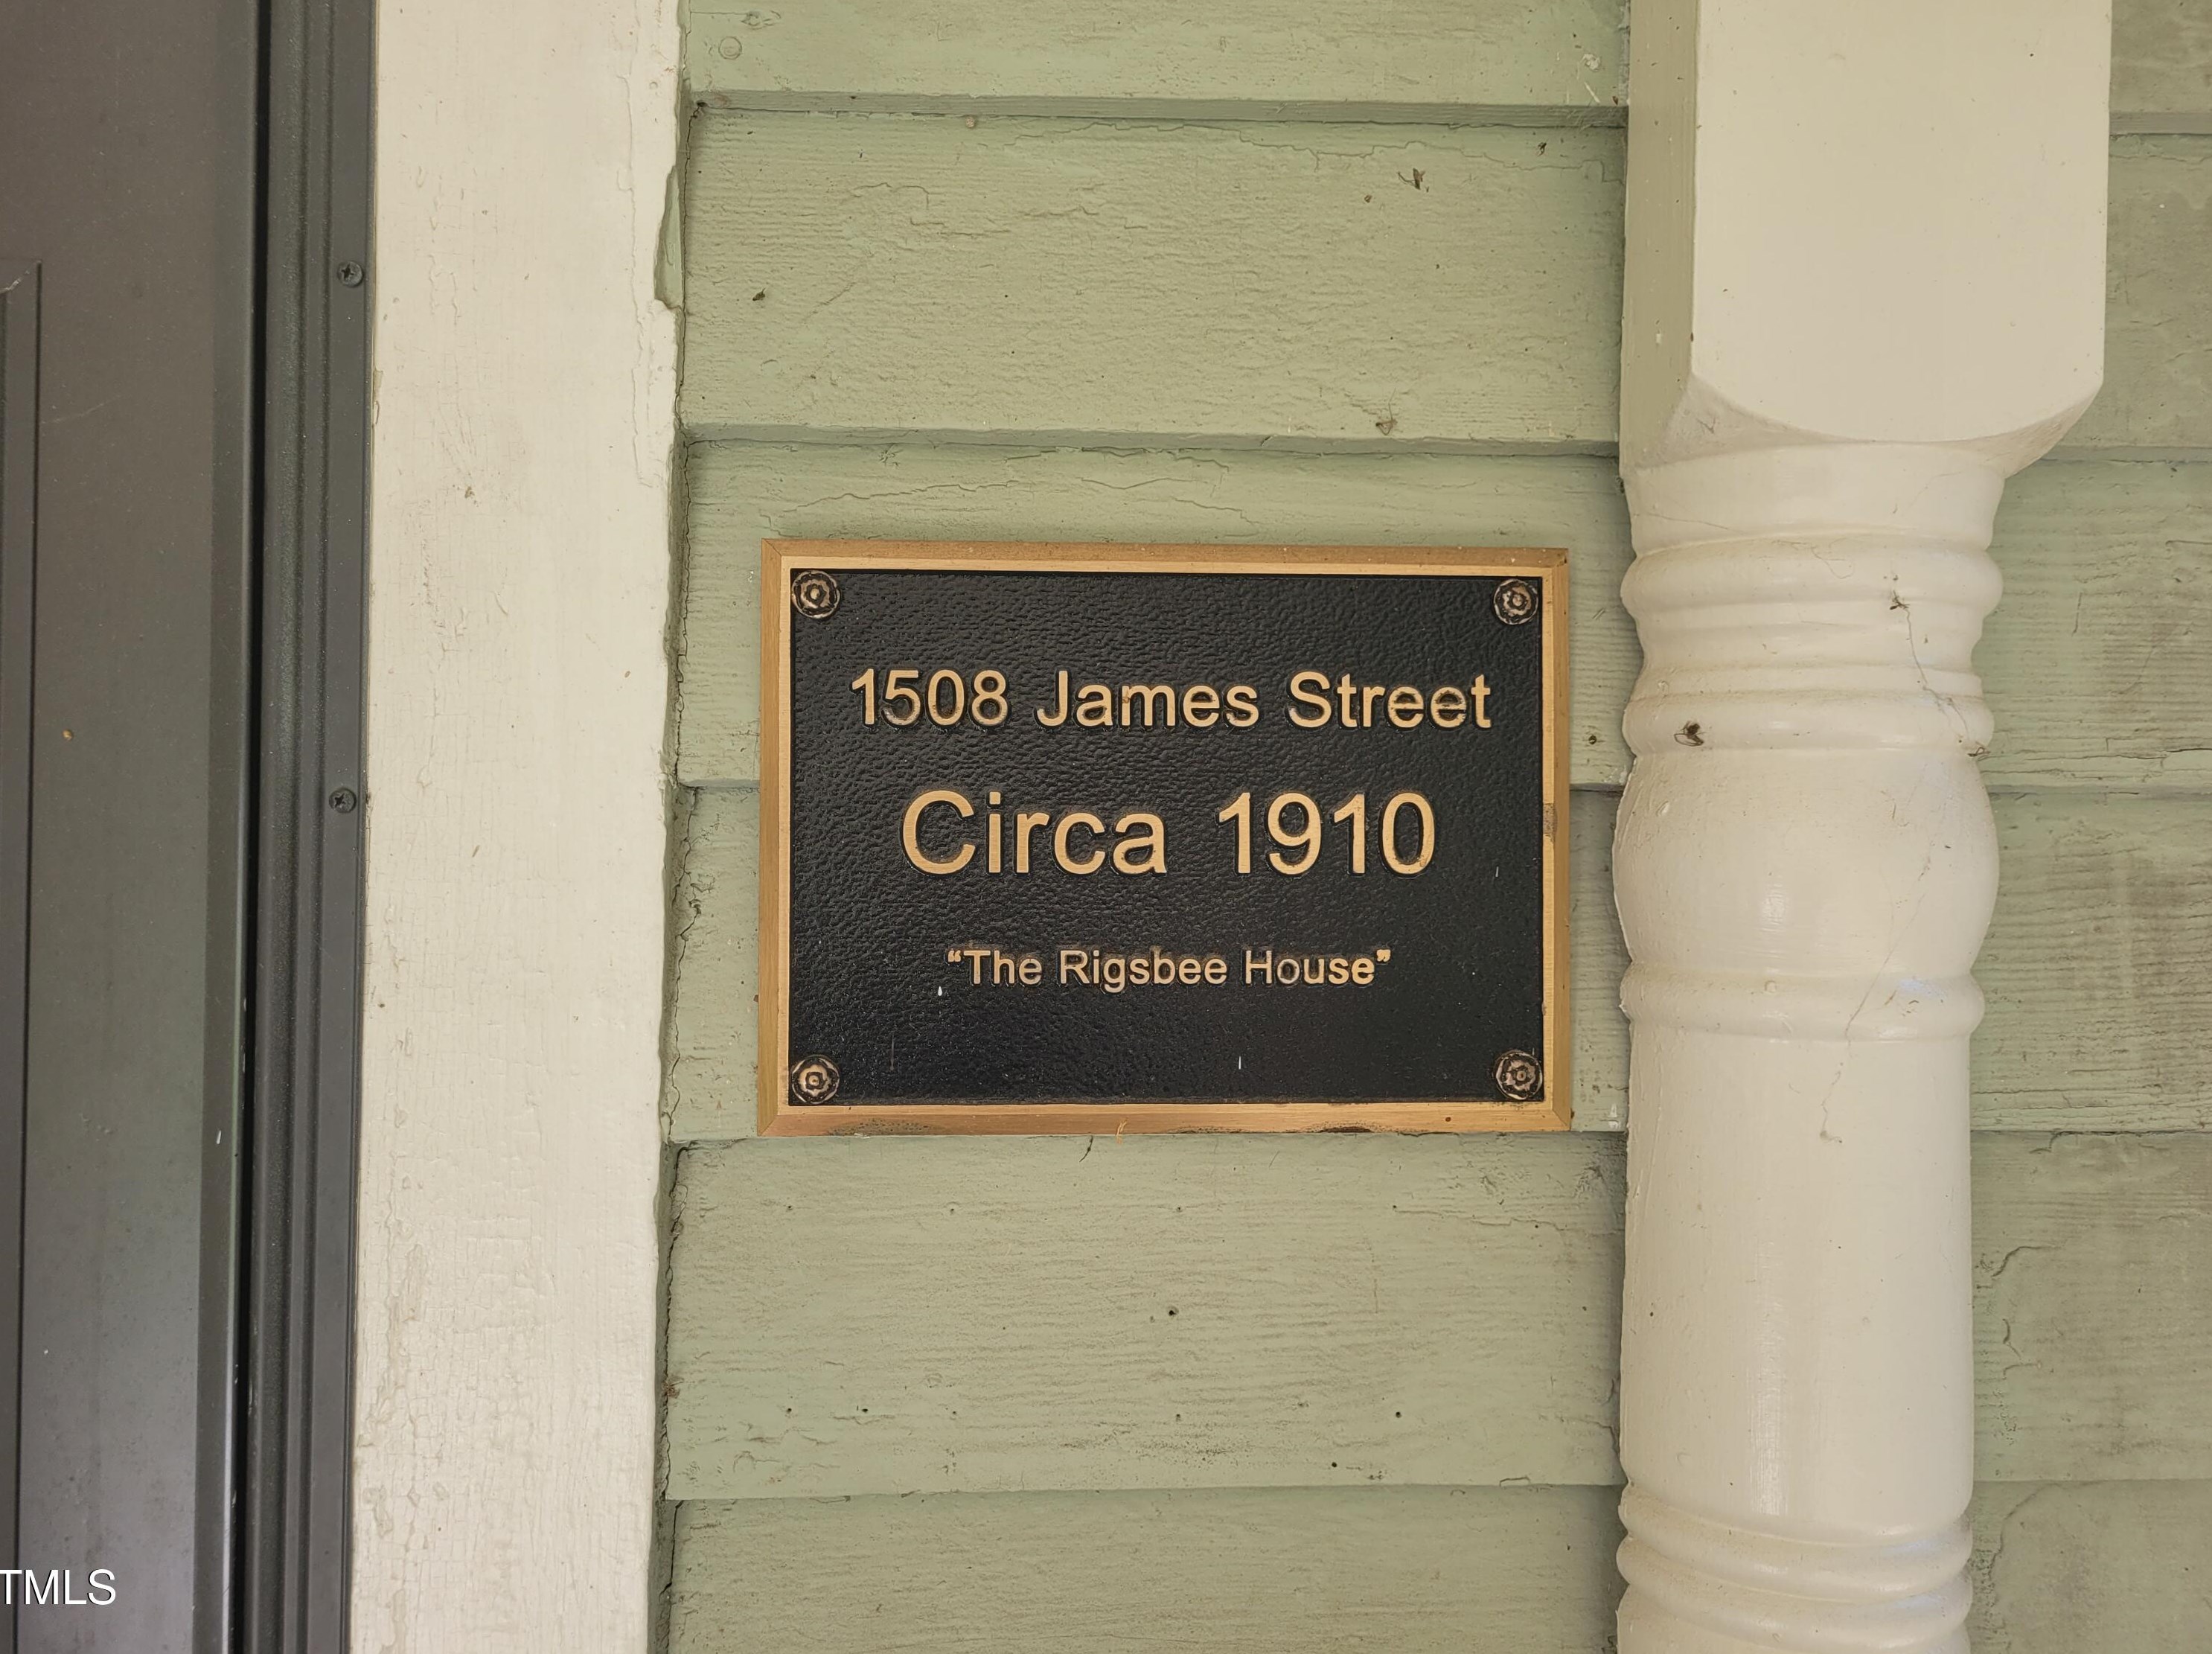 1508 James Street
Circa 1910
“The Rigsbee House”
TMLS